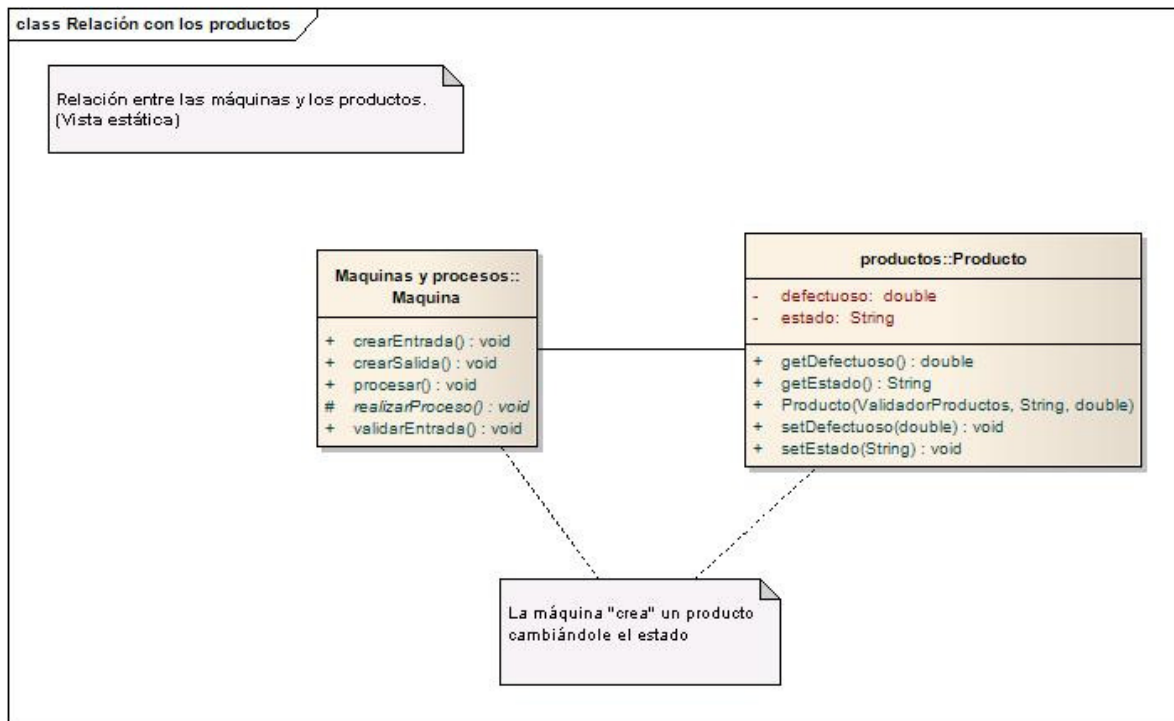 class Relación con los productos
Relación entre las máquinas y los productos.
(Vista estática)
Maquinas y procesos::
Maquina
+ crearEntrada() : void
+ crearSalida() : void
+ procesar() : void
# realizarProceso() : void
+ validarEntrada() : void
productos::Producto
- defectuoso: double
- estado: String
+ getDefectuoso() : double
+ getEstado() : String
+ Producto(ValidadorProductos, String, double)
+ setDefectuoso(double) : void
+ setEstado(String) : void
La máquina "crea" un producto
cambiándole el estado